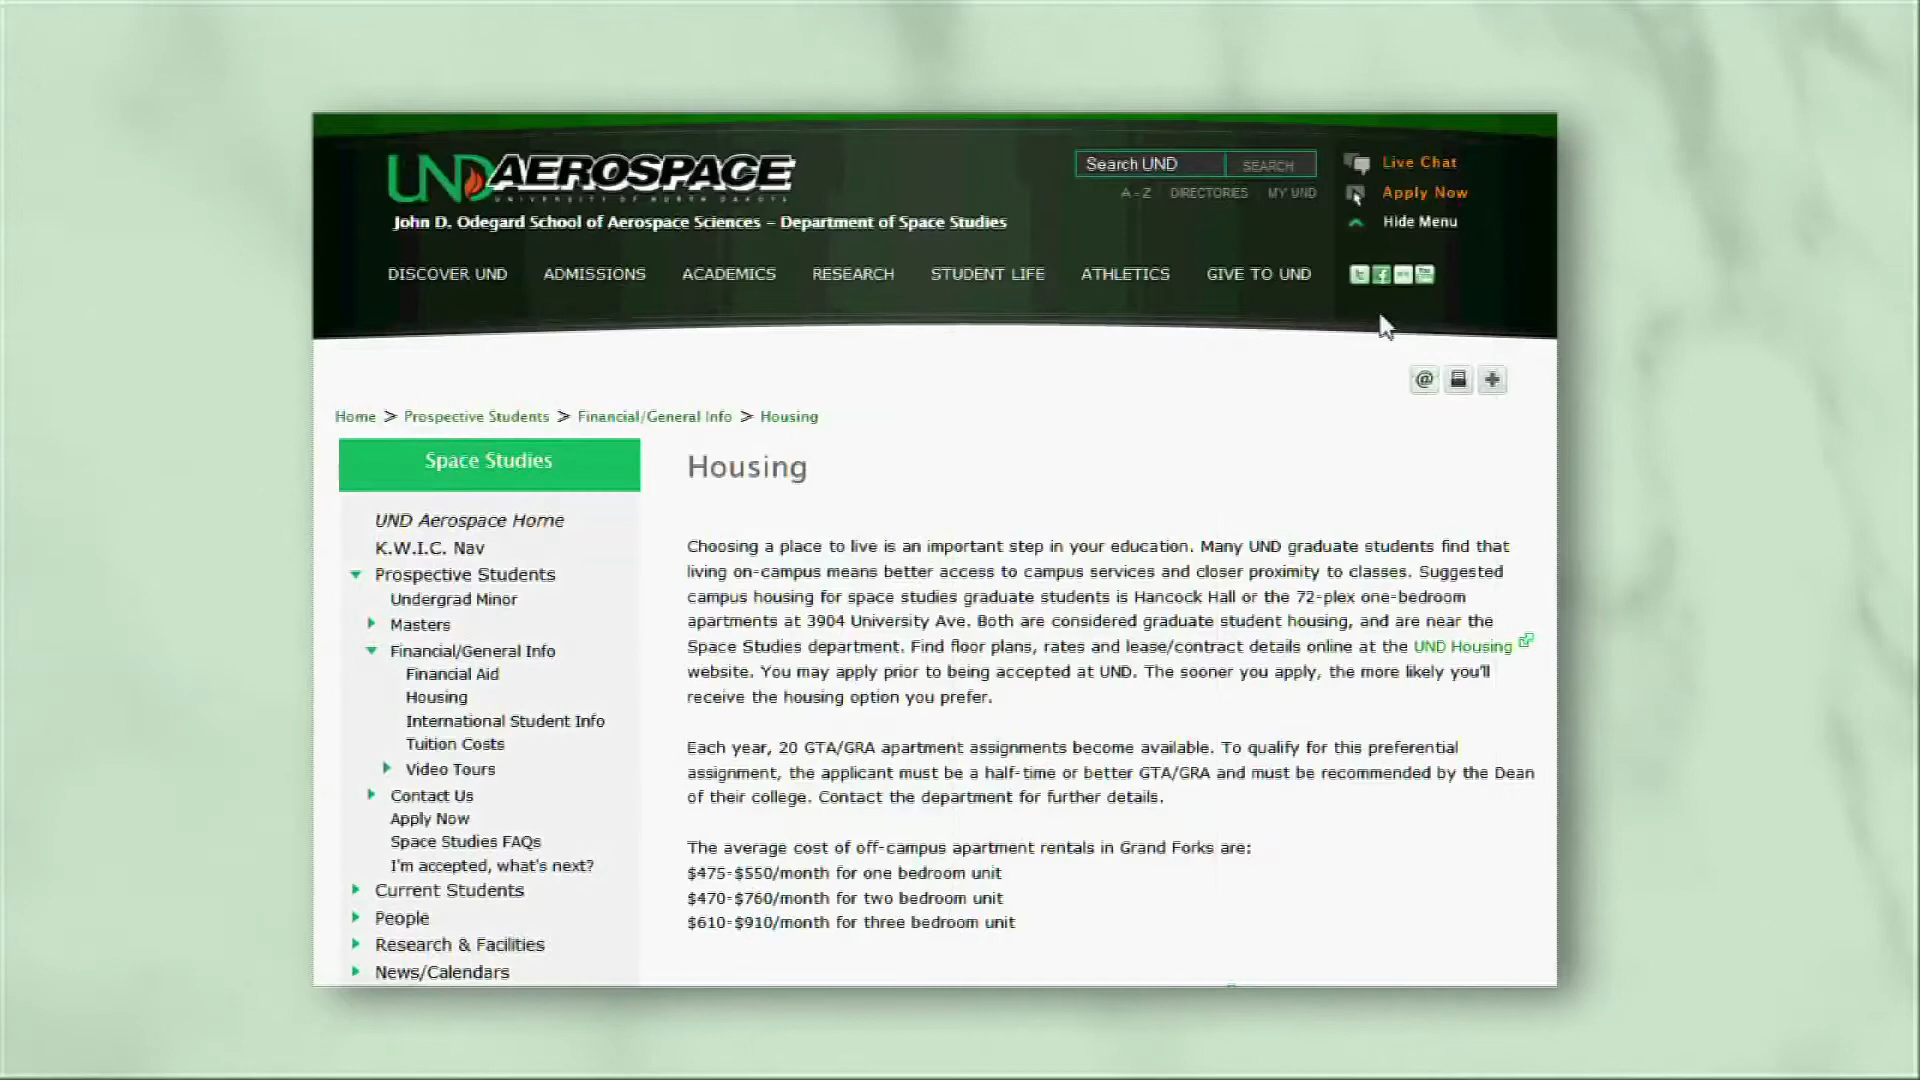 UND AEROSPACE
UNIVERSITY OF NORTH DAKOTA
John D. Odegard School of Aerospace Sciences – Department of Space Studies
Search UND SEARCH
A - Z DIRECTORIES MY UND
Live Chat
Apply Now
Hide Menu
DISCOVER UND ADMISSIONS ACADEMICS RESEARCH STUDENT LIFE ATHLETICS GIVE TO UND
Home > Prospective Students > Financial/General Info > Housing
Space Studies
UND Aerospace Home
K.W.I.C. Nav
Prospective Students
Undergrad Minor
Masters
Financial/General Info
Financial Aid
Housing
International Student Info
Tuition Costs
Video Tours
Contact Us
Apply Now
Space Studies FAQs
I'm accepted, what's next?
Current Students
People
Research & Facilities
News/Calendars
Housing
Choosing a place to live is an important step in your education. Many UND graduate students find that
living on-campus means better access to campus services and closer proximity to classes. Suggested
campus housing for space studies graduate students is Hancock Hall or the 72-plex one-bedroom
apartments at 3904 University Ave. Both are considered graduate student housing, and are near the
Space Studies department. Find floor plans, rates and lease/contract details online at the UND Housing
website. You may apply prior to being accepted at UND. The sooner you apply, the more likely you'll
receive the housing option you prefer.
Each year, 20 GTA/GRA apartment assignments become available. To qualify for this preferential
assignment, the applicant must be a half-time or better GTA/GRA and must be recommended by the Dean
of their college. Contact the department for further details.
The average cost of off-campus apartment rentals in Grand Forks are:
$475-$550/month for one bedroom unit
$470-$760/month for two bedroom unit
$610-$910/month for three bedroom unit